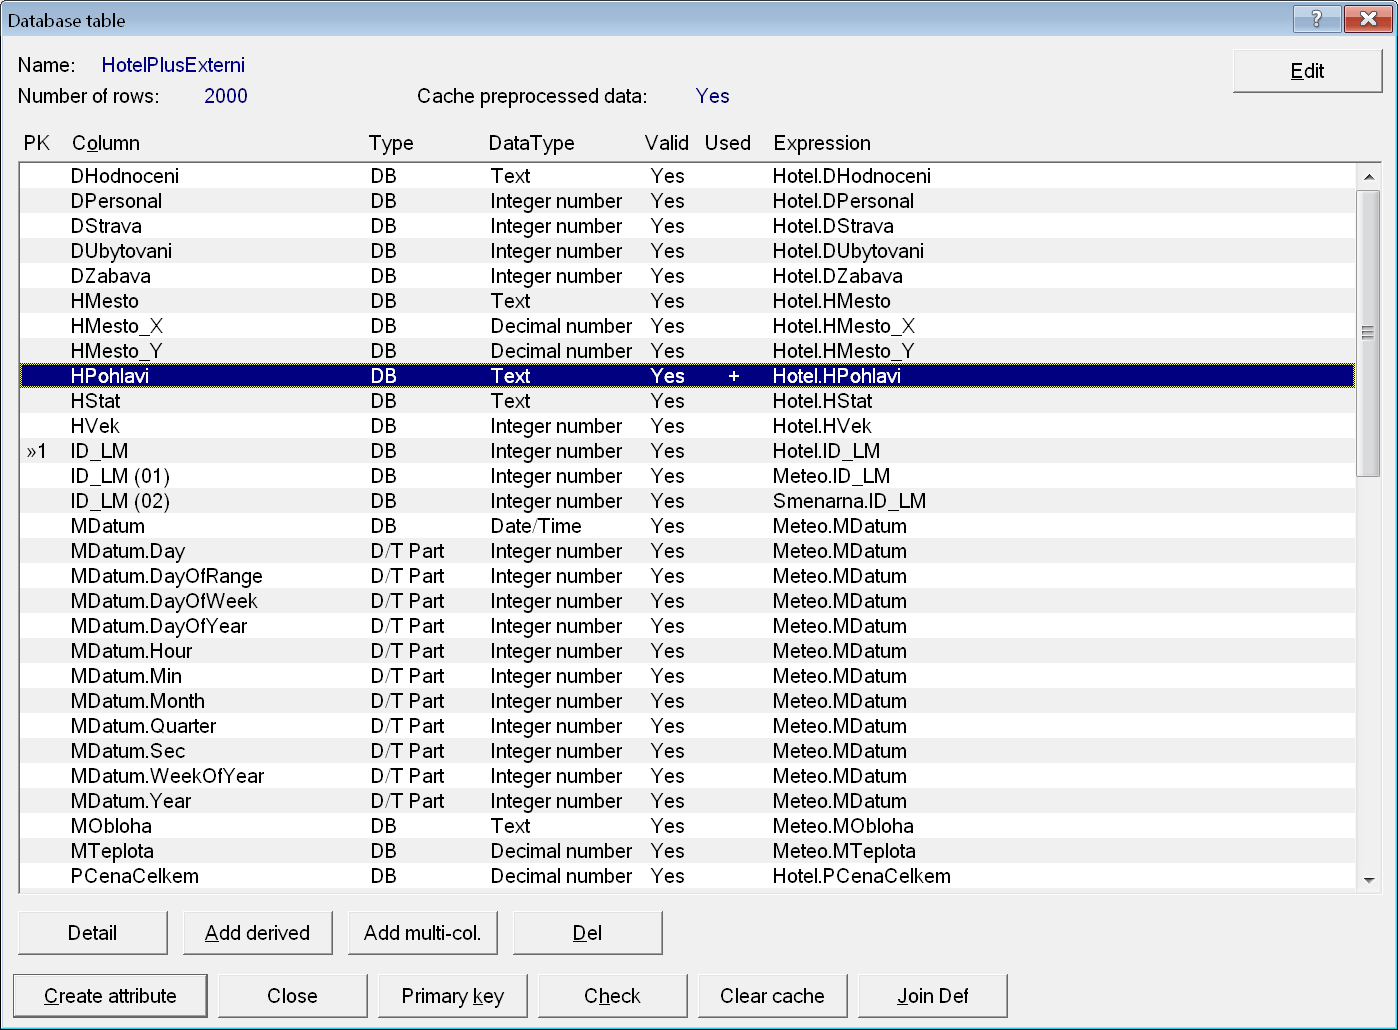 Database table
Name: HotelPlusExterni
Edit
Number of rows: 2000 Cache preprocessed data: Yes
PK Column Type DataType Valid Used Expression
DHodnoceni DB Text Yes Hotel.DHodnoceni
DPersonal DB Integer number Yes Hotel.DPersonal
DStrava DB Integer number Yes Hotel.DStrava
DUbytovani DB Integer number Yes Hotel.DUbytovani
DZabava DB Integer number Yes Hotel.DZabava
HMesto DB Text Yes Hotel.HMesto
HMesto_X DB Decimal number Yes Hotel.HMesto_X
HMesto_Y DB Decimal number Yes Hotel.HMesto_Y
HPohlavi DB Text Yes + Hotel.HPohlavi
HStat DB Text Yes Hotel.HStat
HVek DB Integer number Yes Hotel.HVek
»1 ID_LM DB Integer number Yes Hotel.ID_LM
ID_LM (01) DB Integer number Yes Meteo.ID_LM
ID_LM (02) DB Integer number Yes Smenarna.ID_LM
MDatum DB Date/Time Yes Meteo.MDatum
MDatum.Day D/T Part Integer number Yes Meteo.MDatum
MDatum.DayOfRange D/T Part Integer number Yes Meteo.MDatum
MDatum.DayOfWeek D/T Part Integer number Yes Meteo.MDatum
MDatum.DayOfYear D/T Part Integer number Yes Meteo.MDatum
MDatum.Hour D/T Part Integer number Yes Meteo.MDatum
MDatum.Min D/T Part Integer number Yes Meteo.MDatum
MDatum.Month D/T Part Integer number Yes Meteo.MDatum
MDatum.Quarter D/T Part Integer number Yes Meteo.MDatum
MDatum.Sec D/T Part Integer number Yes Meteo.MDatum
MDatum.WeekOfYear D/T Part Integer number Yes Meteo.MDatum
MDatum.Year D/T Part Integer number Yes Meteo.MDatum
MObloha DB Text Yes Meteo.MObloha
MTeplota DB Decimal number Yes Meteo.MTeplota
PCenaCelkem DB Decimal number Yes Hotel.PCenaCelkem
Detail Add derived Add multi-col. Del
Create attribute Close Primary key Check Clear cache Join Def